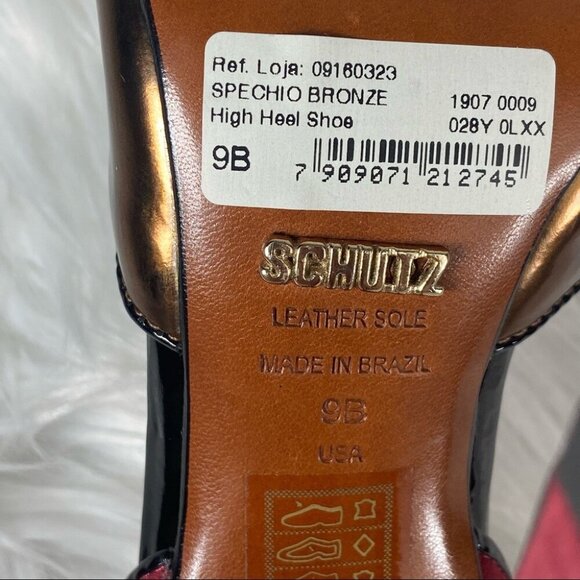 Ref. Loja: 09160323
SPECHIO BRONZE 1907 0009
High Heel Shoe 028Y 0LXX
9B
7 909071 212745
SCHUTZ
LEATHER SOLE
MADE IN BRAZIL
9B
USA